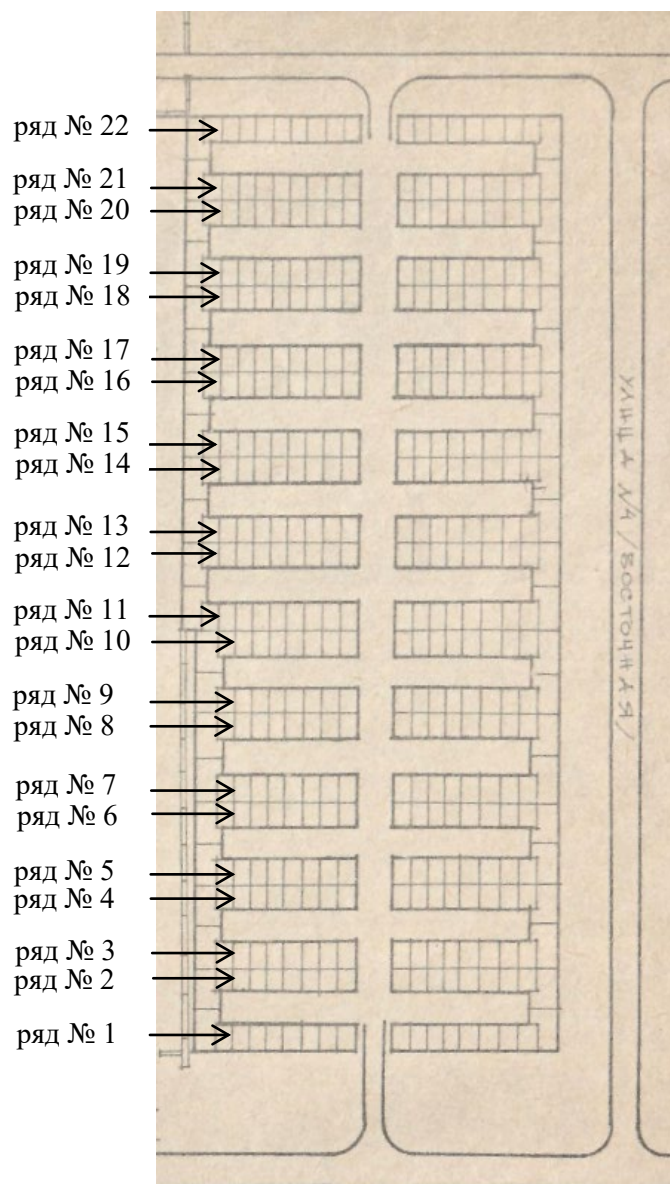 ряд № 22
ряд № 21
ряд № 20
ряд № 19
ряд № 18
ряд № 17
ряд № 16
ряд № 15
ряд № 14
ряд № 13
ряд № 12
ряд № 11
ряд № 10
ряд № 9
ряд № 8
ряд № 7
ряд № 6
ряд № 5
ряд № 4
ряд № 3
ряд № 2
ряд № 1
УЛИЦА №1 /ВОСТОЧНАЯ/